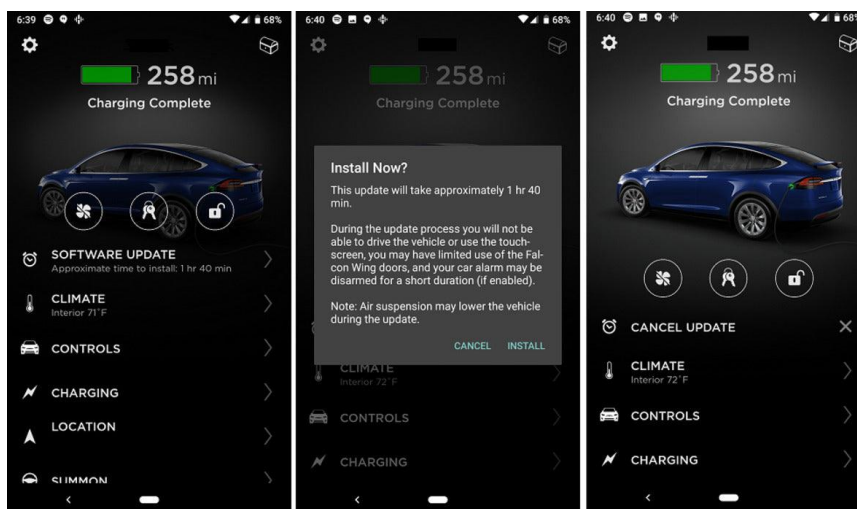 6:39 68%
258 mi
Charging Complete
SOFTWARE UPDATE
Approximate time to install: 1 hr 40 min
CLIMATE
Interior 71°F
CONTROLS
CHARGING
LOCATION
SUMMON
6:40 68%
258 mi
Charging Complete
Install Now?
This update will take approximately 1 hr 40
min.
During the update process you will not be
able to drive the vehicle or use the touch-
screen, you may have limited use of the Fal-
con Wing doors, and your car alarm may be
disarmed for a short duration (if enabled).
Note: Air suspension may lower the vehicle
during the update.
CANCEL INSTALL
CLIMATE
Interior 72°F
CONTROLS
CHARGING
6:40 68%
258 mi
Charging Complete
CANCEL UPDATE
CLIMATE
Interior 72°F
CONTROLS
CHARGING